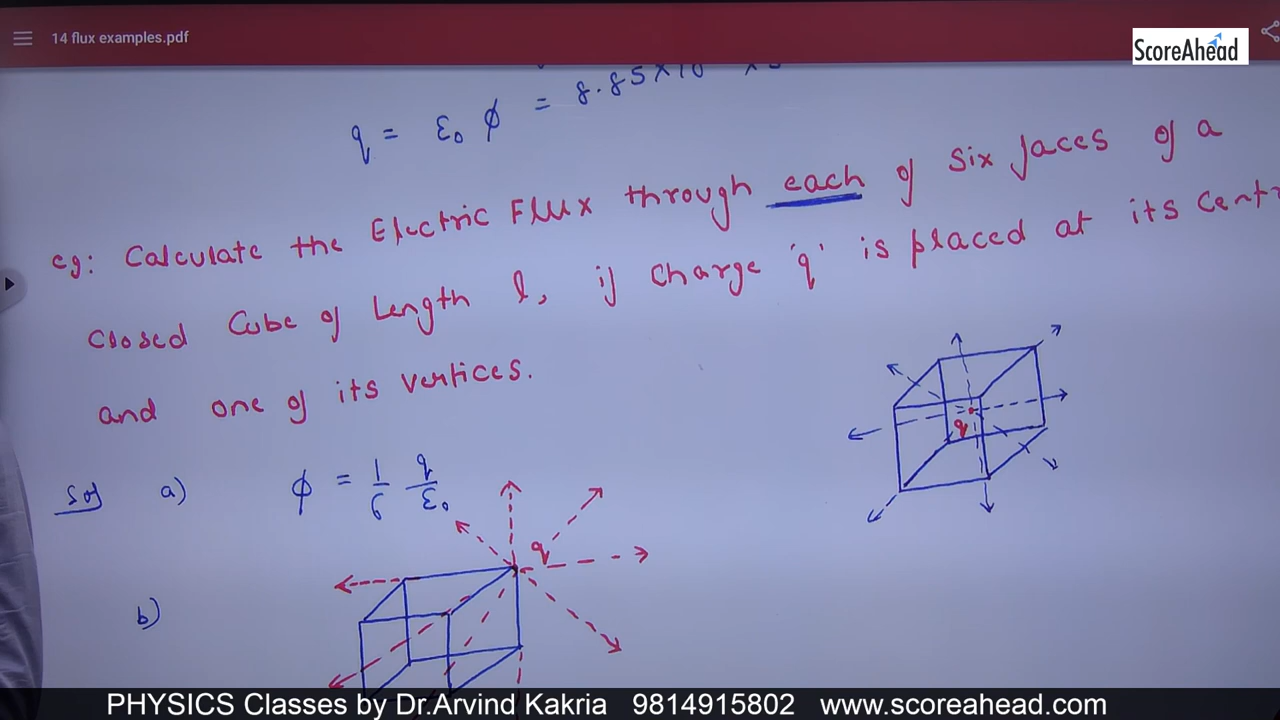 14 flux examples.pdf
ScoreAhead
q = ε₀ φ = 8.85×10
eg: Calculate the Electric Flux through each of six faces of a
closed Cube of Length l, if charge 'q' is placed at its Centr
and one of its vertices.
Sol a) φ = 1/6 q/ε₀
q
q
b)
PHYSICS Classes by Dr.Arvind Kakria 9814915802 www.scoreahead.com